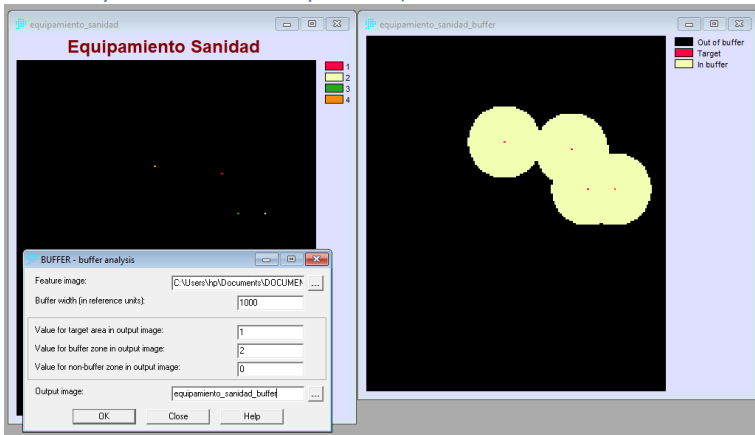 equipamiento_sanidad
Equipamiento Sanidad
1
2
3
4
BUFFER - buffer analysis
Feature image:
C:\Users\hp\Documents\DOCUMEN
...
Buffer width (in reference units):
1000
Value for target area in output image:
1
Value for buffer zone in output image:
2
Value for non-buffer zone in output image:
0
Output image:
equipamiento_sanidad_buffer
...
OK
Close
Help
equipamiento_sanidad_buffer
Out of buffer
Target
In buffer